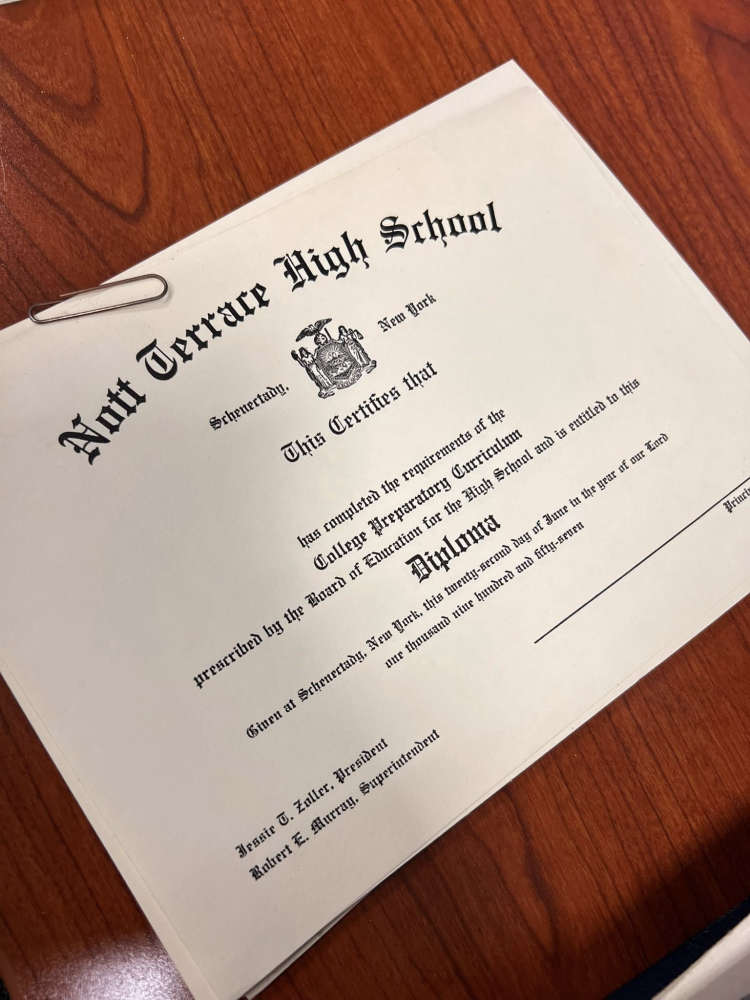 Nott Terrace High School
Schenectady, New York
This Certifies that
has completed the requirements of the
College Preparatory Curriculum
prescribed by the Board of Education for the High School and is entitled to this
Diploma
Given at Schenectady, New York, this twenty-second day of June in the year of our Lord
one thousand nine hundred and fifty-seven
Jessie T. Zoller, President
Robert E. Murray, Superintendent